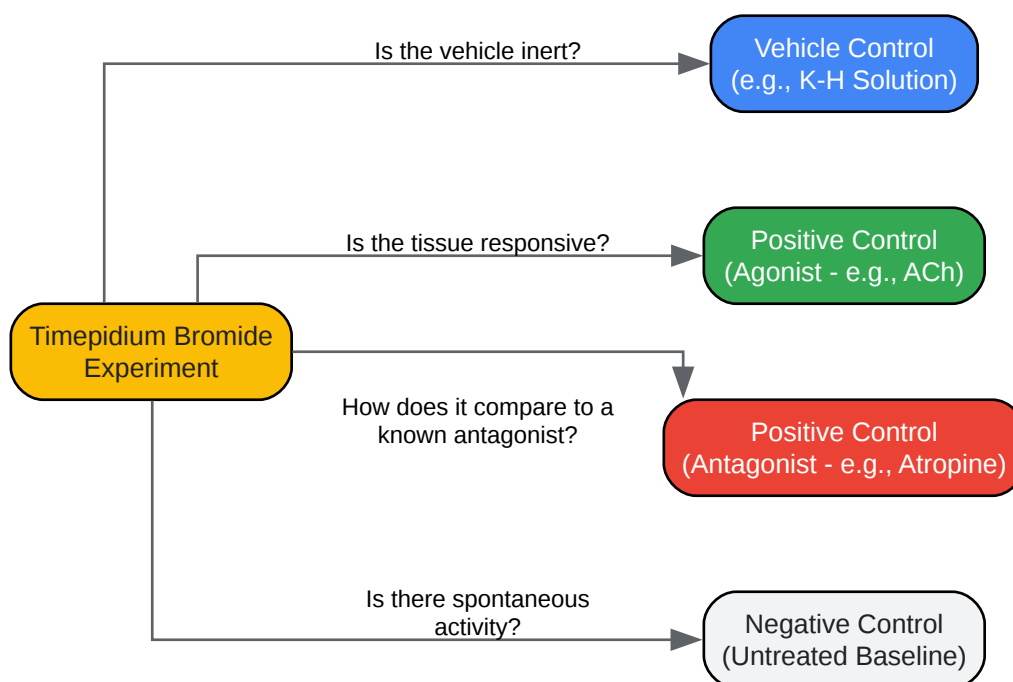 Is the vehicle inert?
Vehicle Control
(e.g., K-H Solution)
Is the tissue responsive?
Positive Control
(Agonist - e.g., ACh)
Timepidium Bromide
Experiment
How does it compare to a
known antagonist?
Positive Control
(Antagonist - e.g., Atropine)
Is there spontaneous
activity?
Negative Control
(Untreated Baseline)